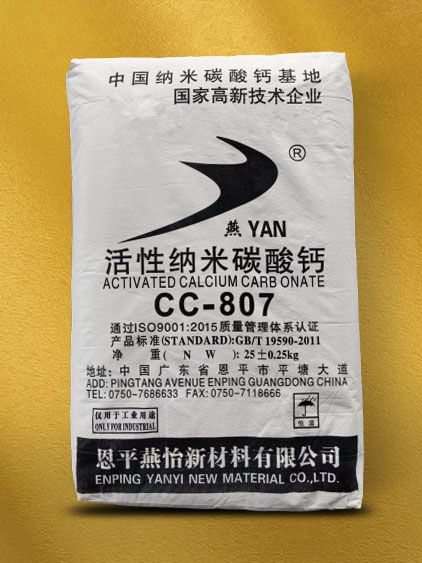 中国纳米碳酸钙基地
国家高新技术企业
®
燕 YAN
活性纳米碳酸钙
ACTIVATED CALCIUM CARB ONATE
CC-807
通过ISO9001:2015质量管理体系认证
产品标准(STANDARD):GB/T 19590-2011
净 重(N W): 25±0.25kg
地址: 中国广东省恩平市平塘大道
ADD: PINGTANG AVENUE ENPING GUANGDONG CHINA
TEL: 0750-7686633 FAX: 0750-7118666
仅用于工业用途
ONLY FOR INDUSTRIAL
恒温
恩平燕怡新材料有限公司
ENPING YANYI NEW MATERIAL CO.,LTD.